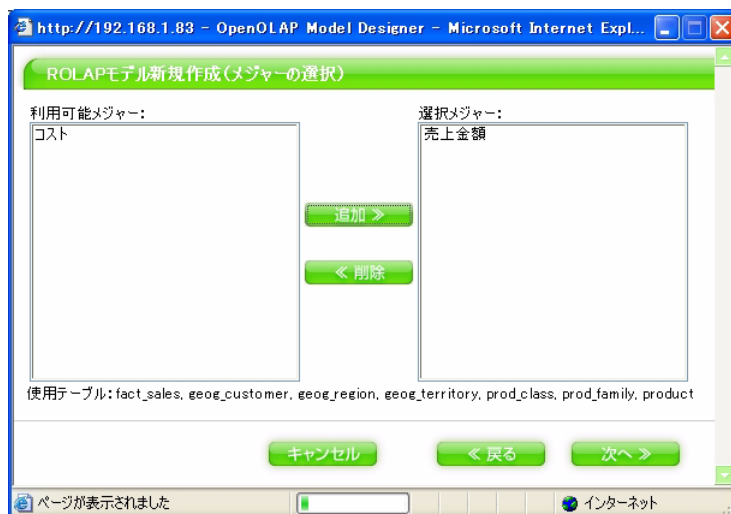 http://192.168.1.83 - OpenOLAP Model Designer - Microsoft Internet Expl...
ROLAPモデル新規作成(メジャーの選択)
利用可能メジャー:
選択メジャー:
コスト
売上金額
追加 ≫
≪ 削除
使用テーブル:fact_sales, geog_customer, geog_region, geog_territory, prod_class, prod_family, product
キャンセル
≪ 戻る
次へ ≫
ページが表示されました
インターネット